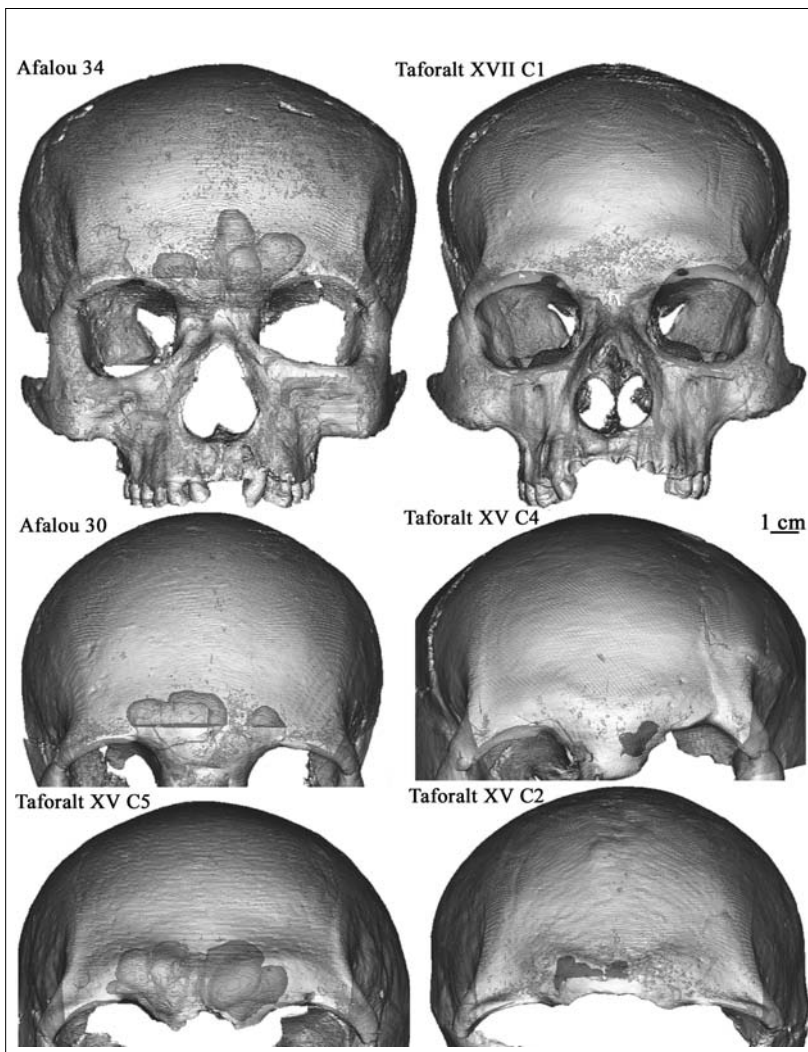 Afalou 34
Taforalt XVII C1
Afalou 30
Taforalt XV C4
1 cm
Taforalt XV C5
Taforalt XV C2